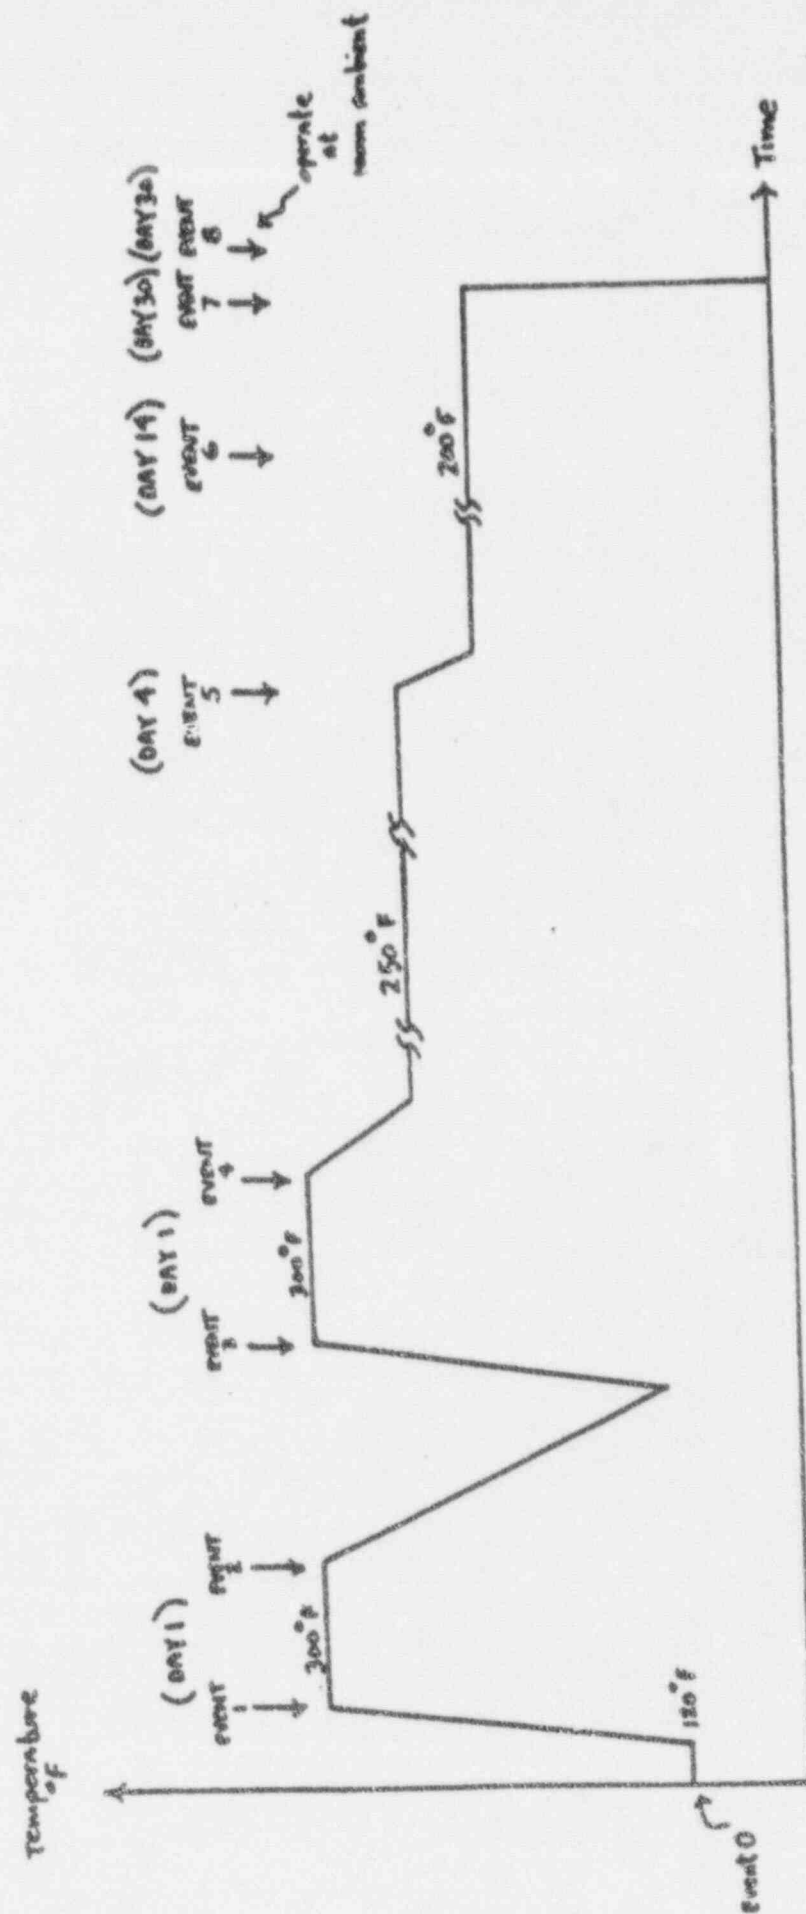 Temperature
°F
(DAY 1)
EVENT
1
EVENT
2
300°F
(DAY 1)
EVENT
3
EVENT
4
300°F
250°F
(DAY 4)
EVENT
5
(DAY 14)
EVENT
6
200°F
(DAY 30)
EVENT
7
(DAY 30)
EVENT
8
operate
at
room ambient
120°F
event 0
Time